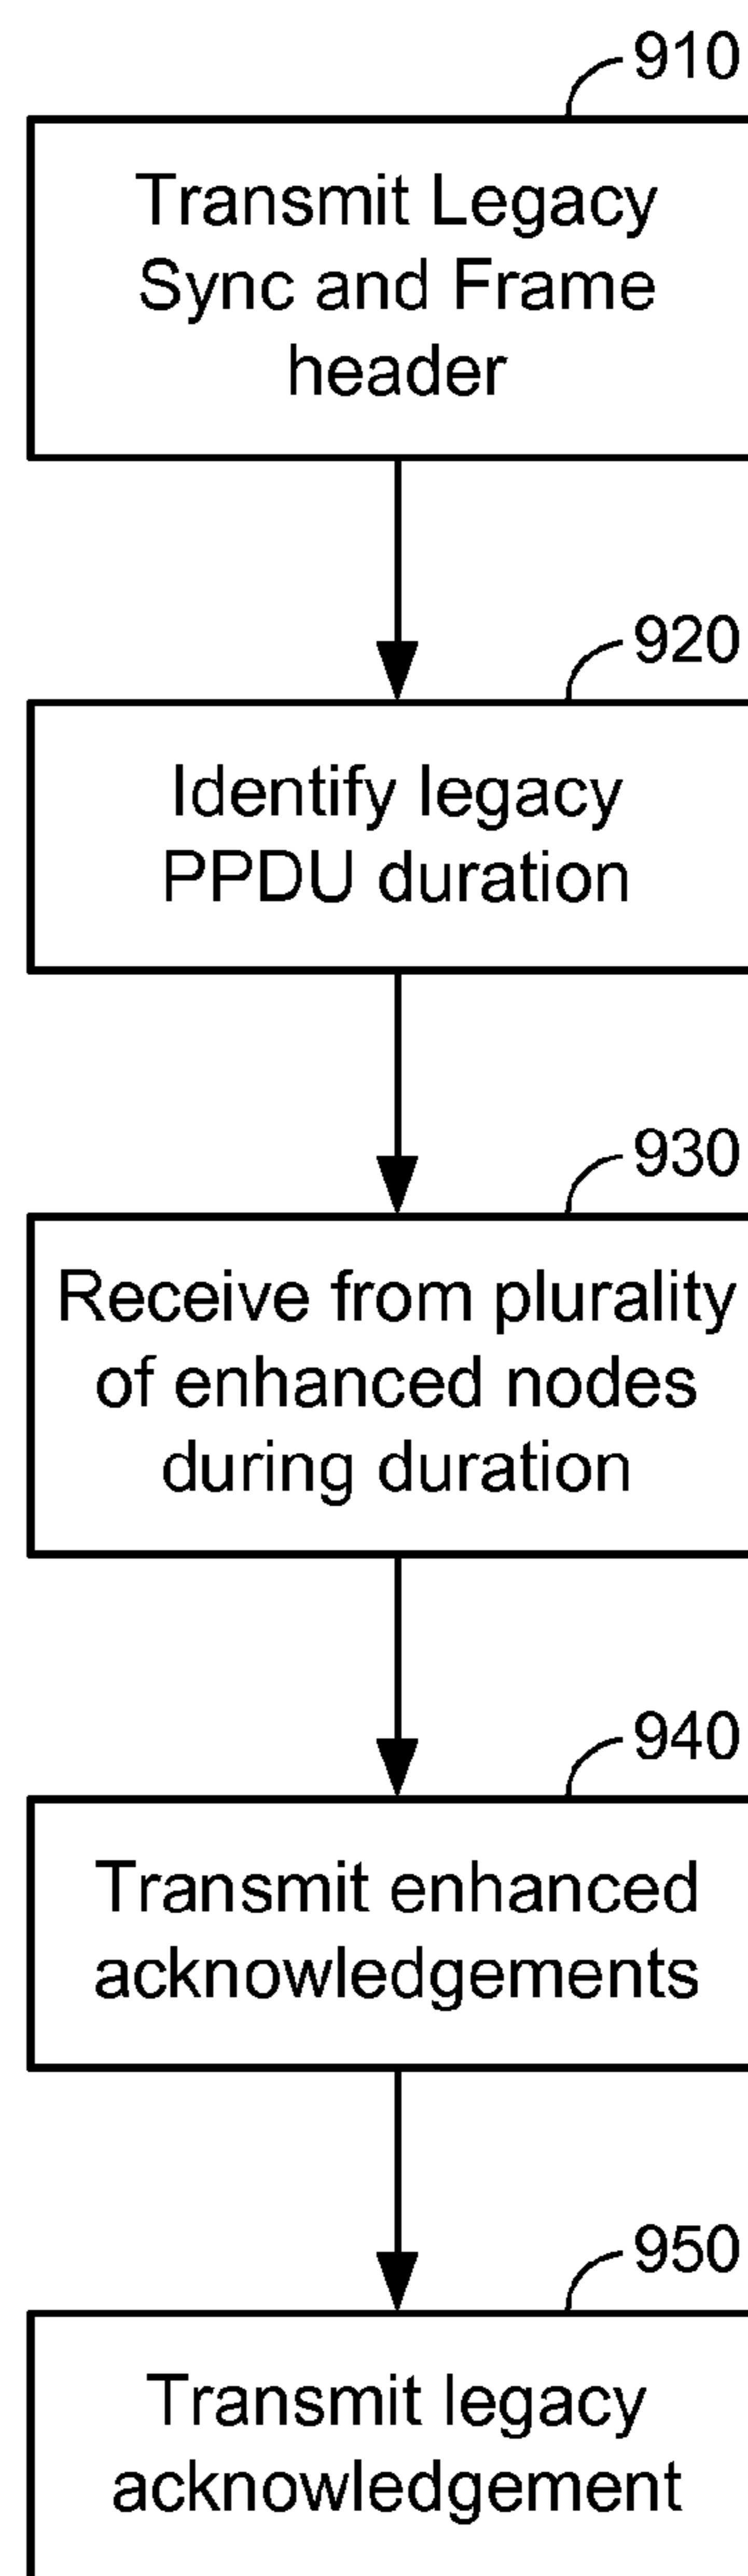 910
Transmit Legacy
Sync and Frame
header
920
Identify legacy
PPDU duration
930
Receive from plurality
of enhanced nodes
during duration
940
Transmit enhanced
acknowledgements
950
Transmit legacy
acknowledgement